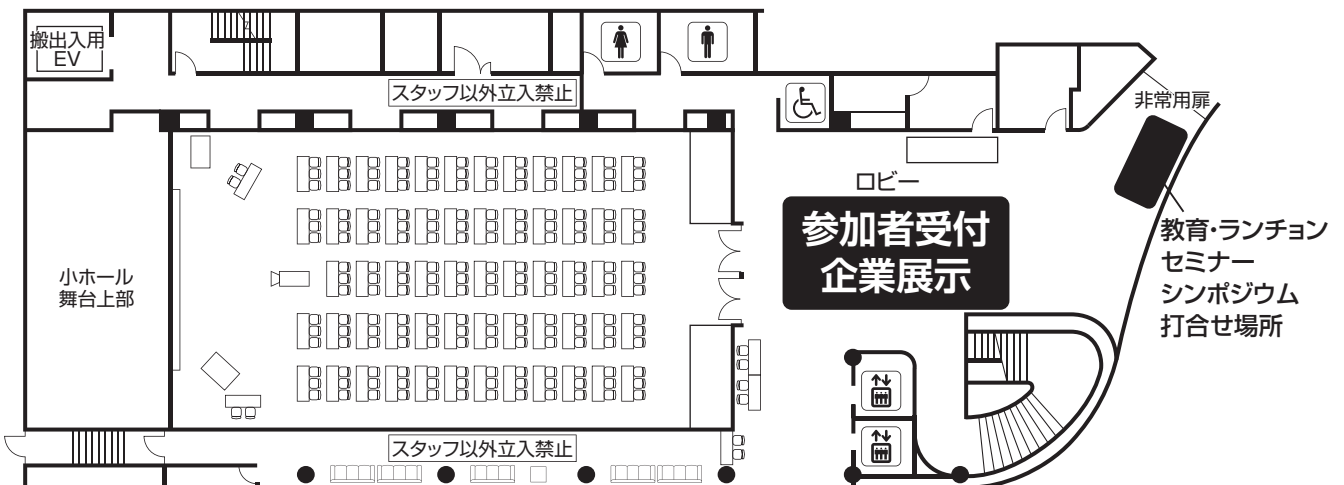 搬出入用
EV
スタッフ以外立入禁止
非常用扉
ロビー
参加者受付
企業展示
教育・ランチョン
セミナー
シンポジウム
打合せ場所
小ホール
舞台上部
スタッフ以外立入禁止